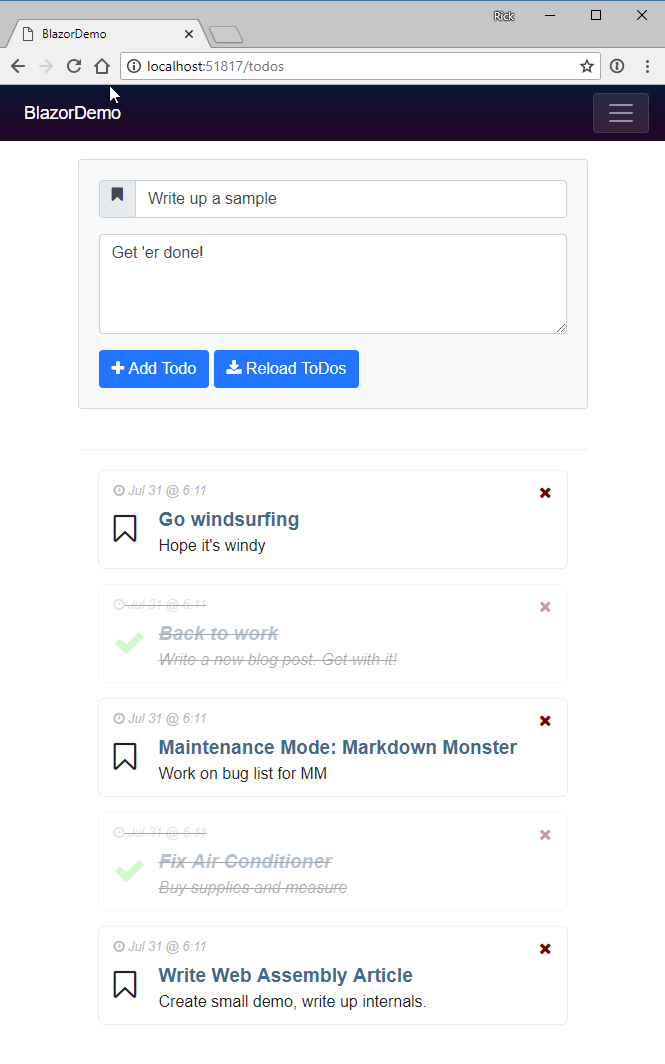 Rick
BlazorDemo
localhost:51817/todos
BlazorDemo
Write up a sample
Get 'er done!
Add Todo
Reload ToDos
Jul 31 @ 6:11
Go windsurfing
Hope it's windy
Jul 31 @ 6:11
Back to work
Write a new blog post. Get with it!
Jul 31 @ 6:11
Maintenance Mode: Markdown Monster
Work on bug list for MM
Jul 31 @ 6:11
Fix Air Conditioner
Buy supplies and measure
Jul 31 @ 6:11
Write Web Assembly Article
Create small demo, write up internals.